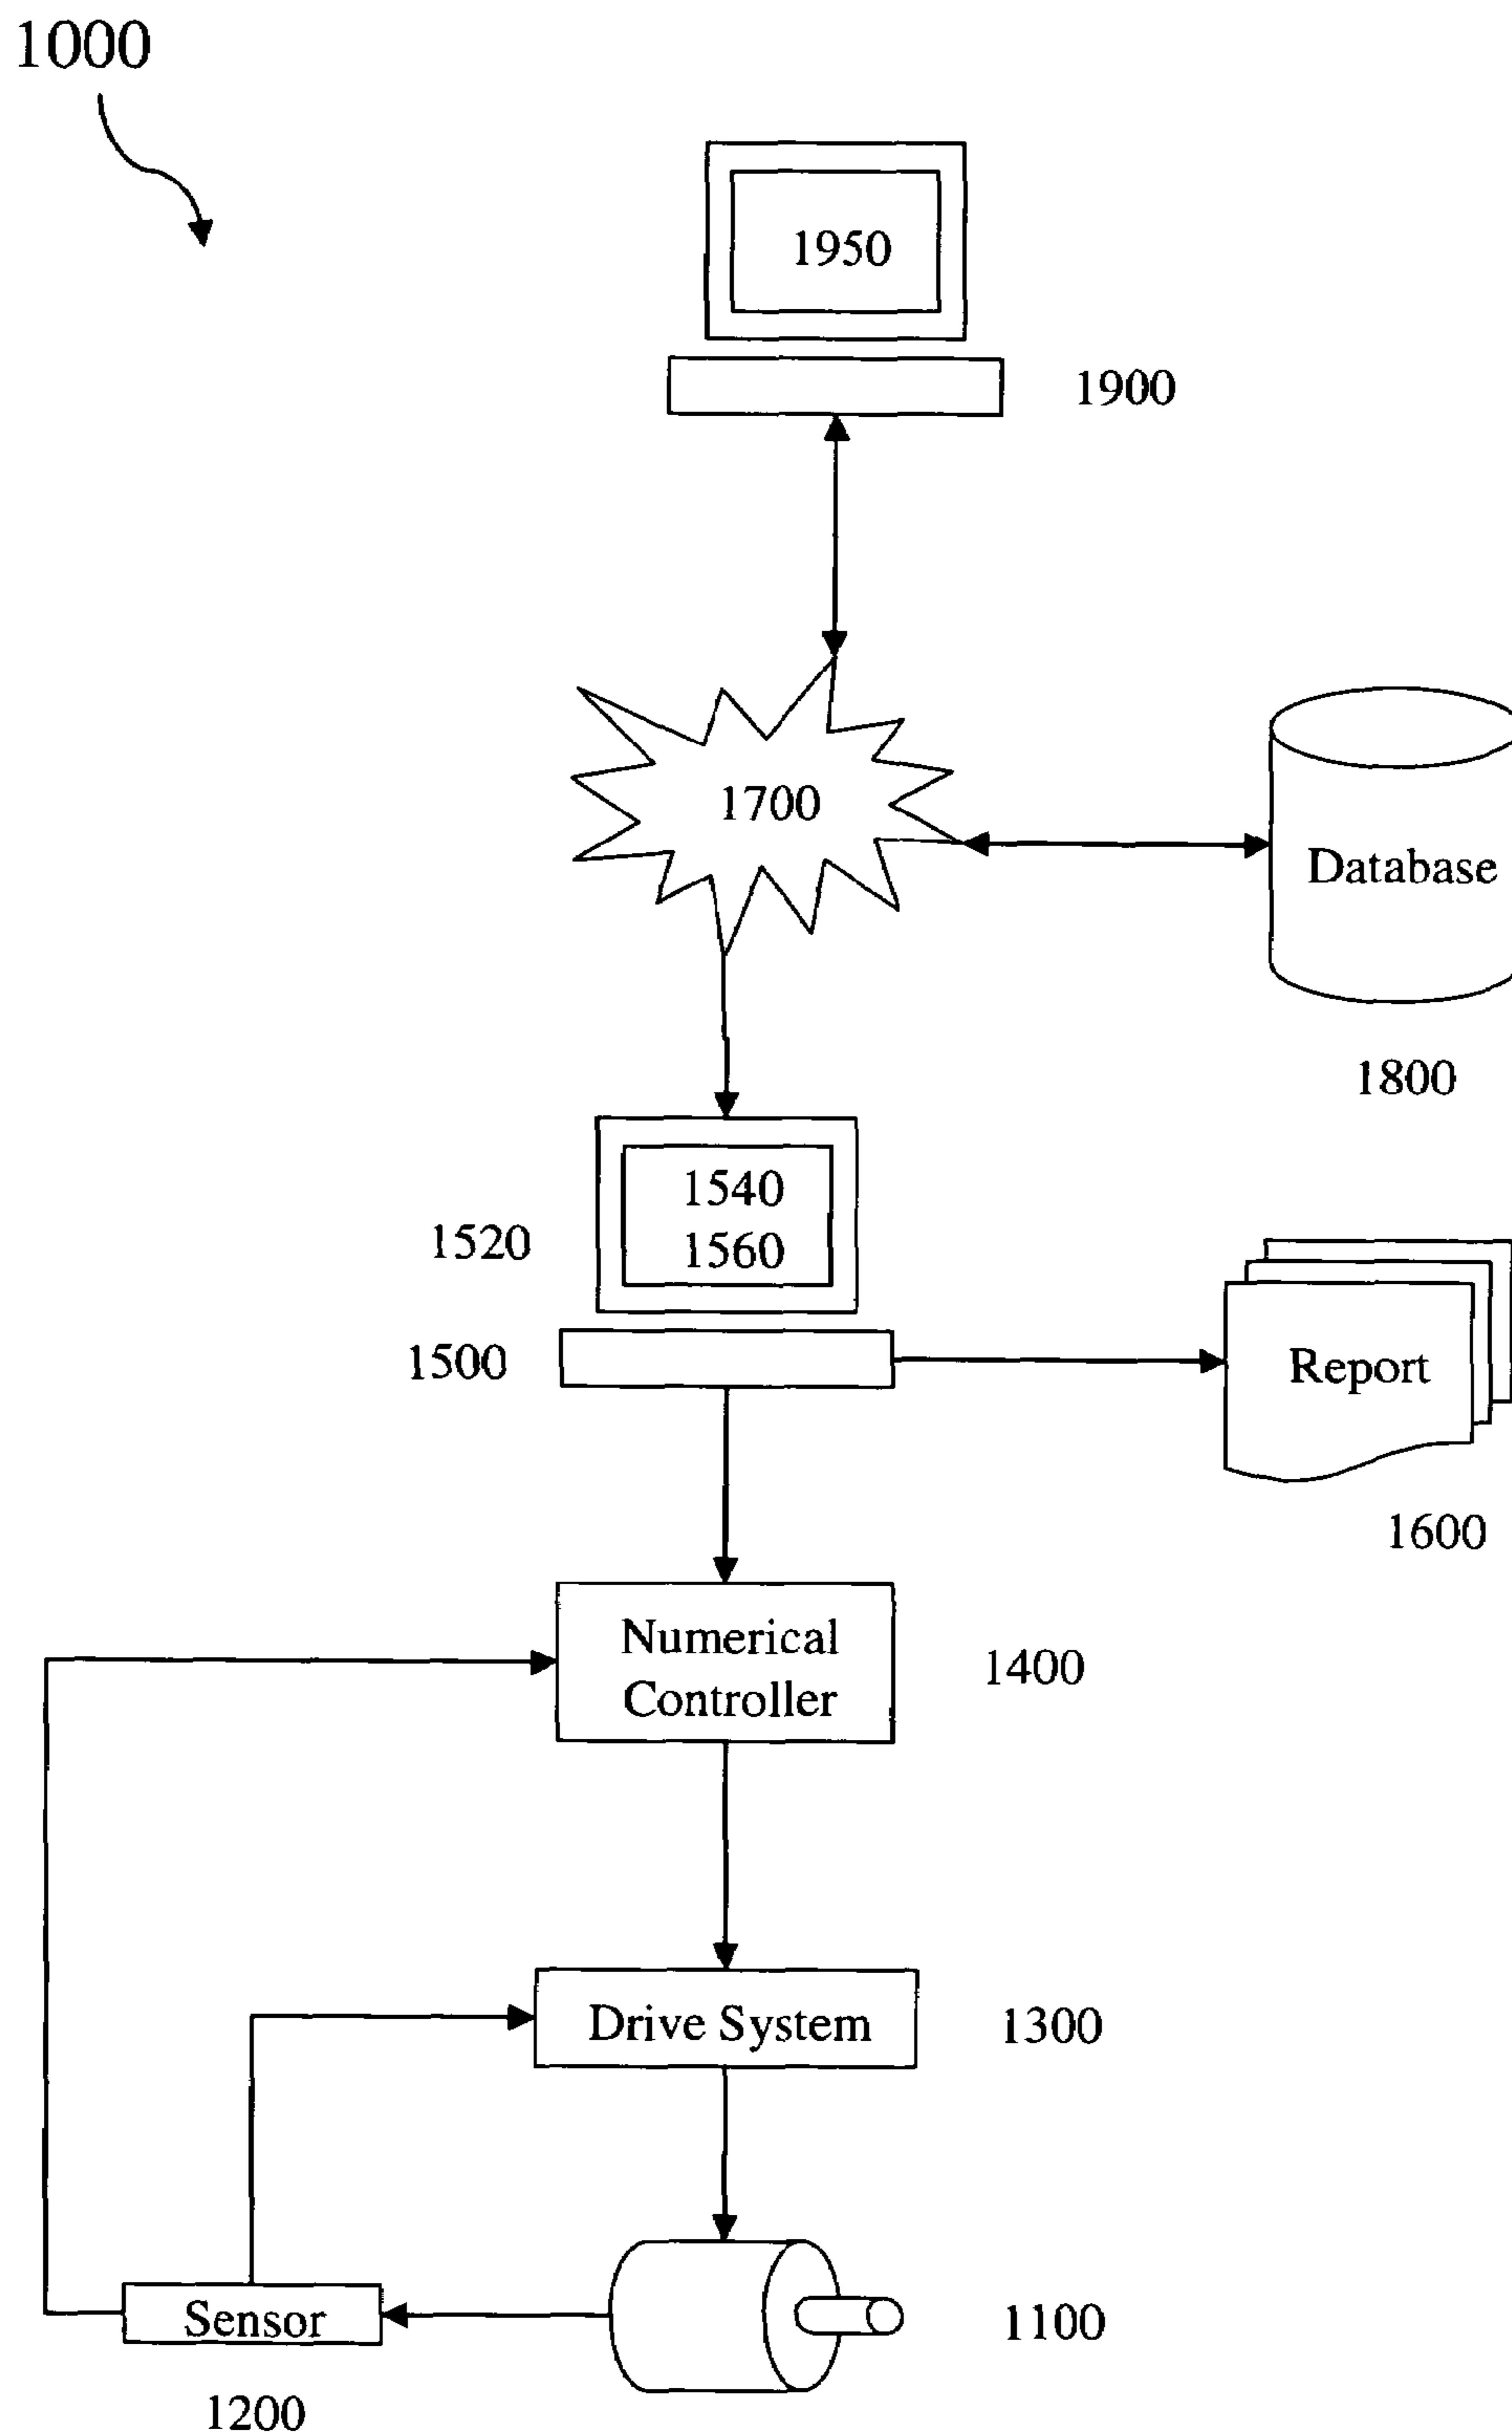 1000
1950
1900
1700
Database
1800
1540
1520
1560
1500
Report
1600
Numerical
Controller
1400
Drive System
1300
Sensor
1100
1200